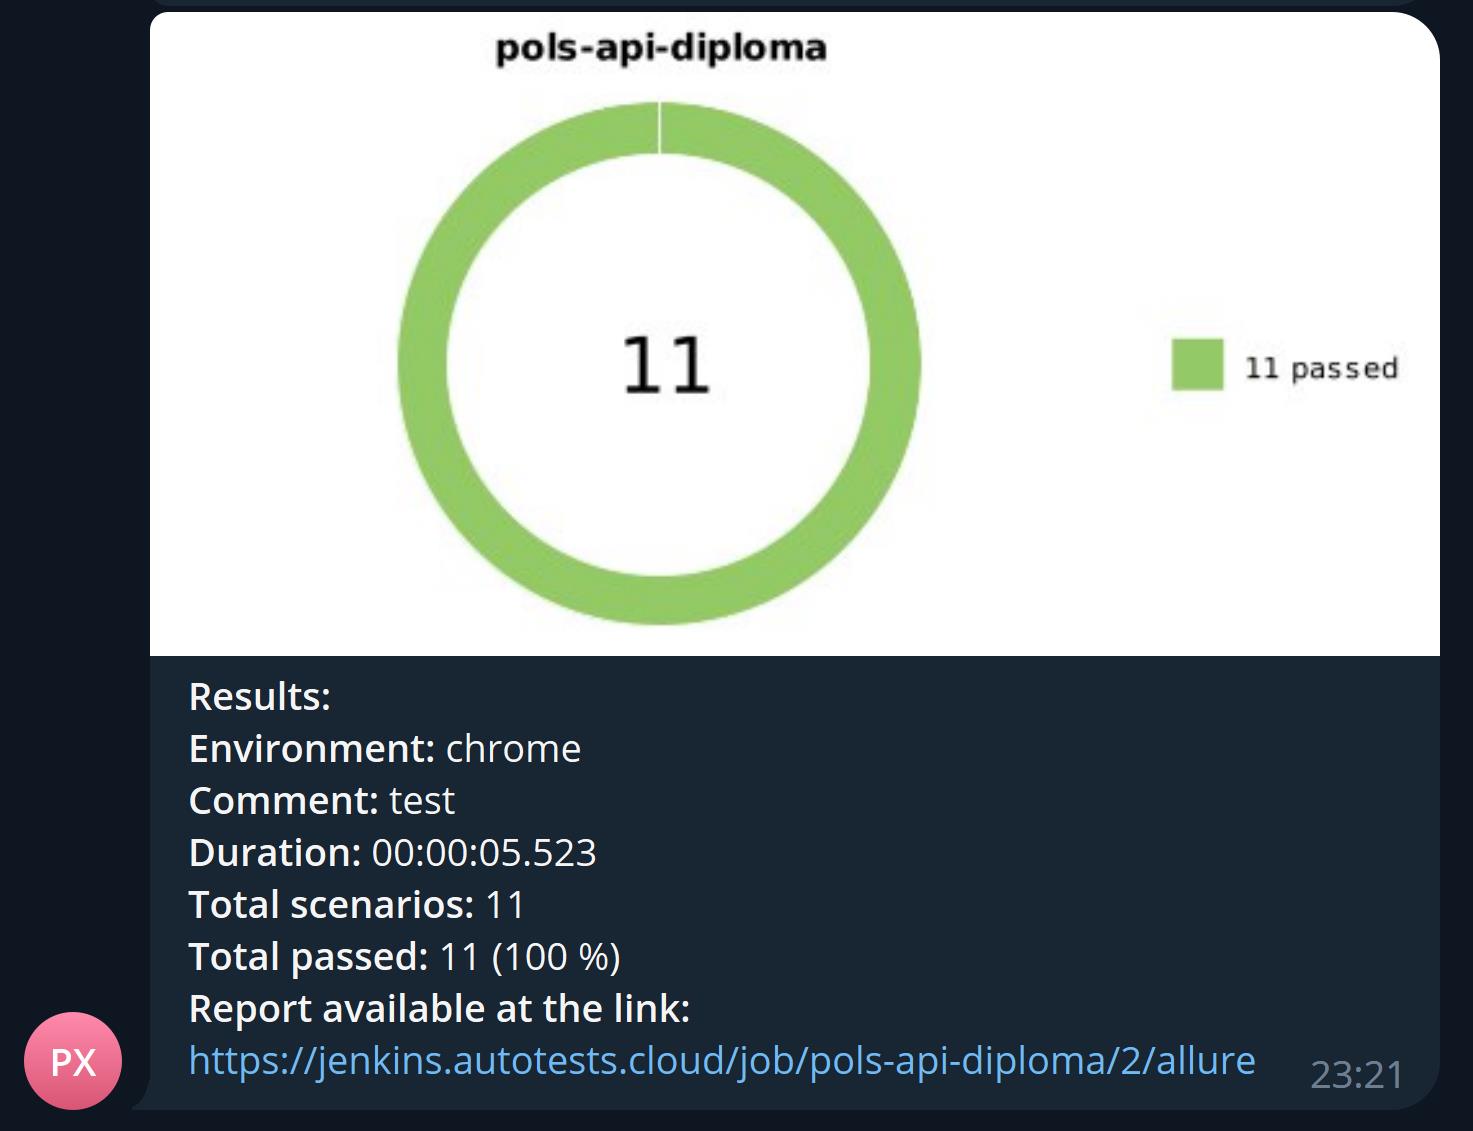 pols-api-diploma
11
11 passed
Results:
Environment: chrome
Comment: test
Duration: 00:00:05.523
Total scenarios: 11
Total passed: 11 (100 %)
Report available at the link:
https://jenkins.autotests.cloud/job/pols-api-diploma/2/allure
23:21
PX